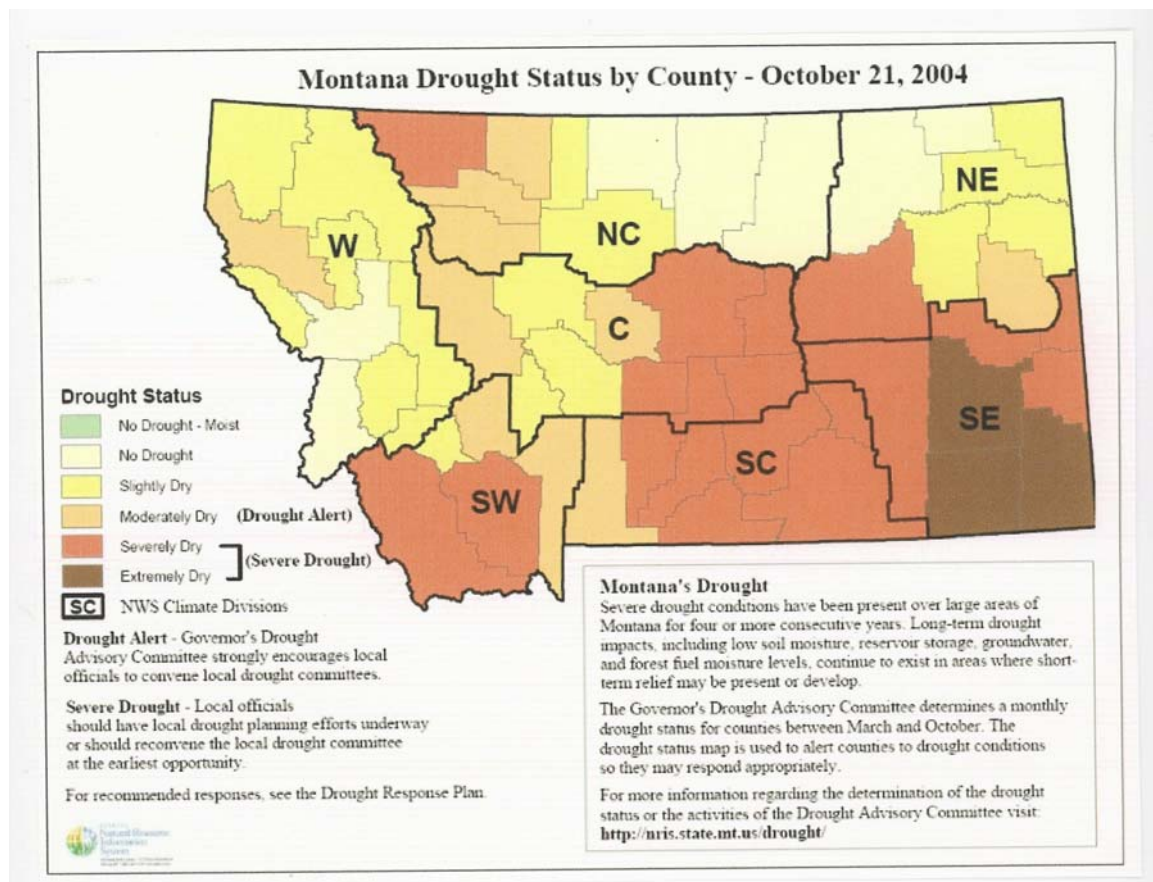 Montana Drought Status by County - October 21, 2004
NE
NC
W
C
SE
SC
SW
Drought Status
No Drought - Moist
No Drought
Slightly Dry
Moderately Dry (Drought Alert)
Severely Dry
(Severe Drought)
Extremely Dry
SC NWS Climate Divisions
Drought Alert - Governor's Drought
Advisory Committee strongly encourages local
officials to convene local drought committees.
Severe Drought - Local officials
should have local drought planning efforts underway
or should reconvene the local drought committee
at the earliest opportunity.
For recommended responses, see the Drought Response Plan.
Natural Resource
Information
System
Montana's Drought
Severe drought conditions have been present over large areas of
Montana for four or more consecutive years. Long-term drought
impacts, including low soil moisture, reservoir storage, groundwater,
and forest fuel moisture levels, continue to exist in areas where short-
term relief may be present or develop.
The Governor's Drought Advisory Committee determines a monthly
drought status for counties between March and October. The
drought status map is used to alert counties to drought conditions
so they may respond appropriately.
For more information regarding the determination of the drought
status or the activities of the Drought Advisory Committee visit:
http://nris.state.mt.us/drought/